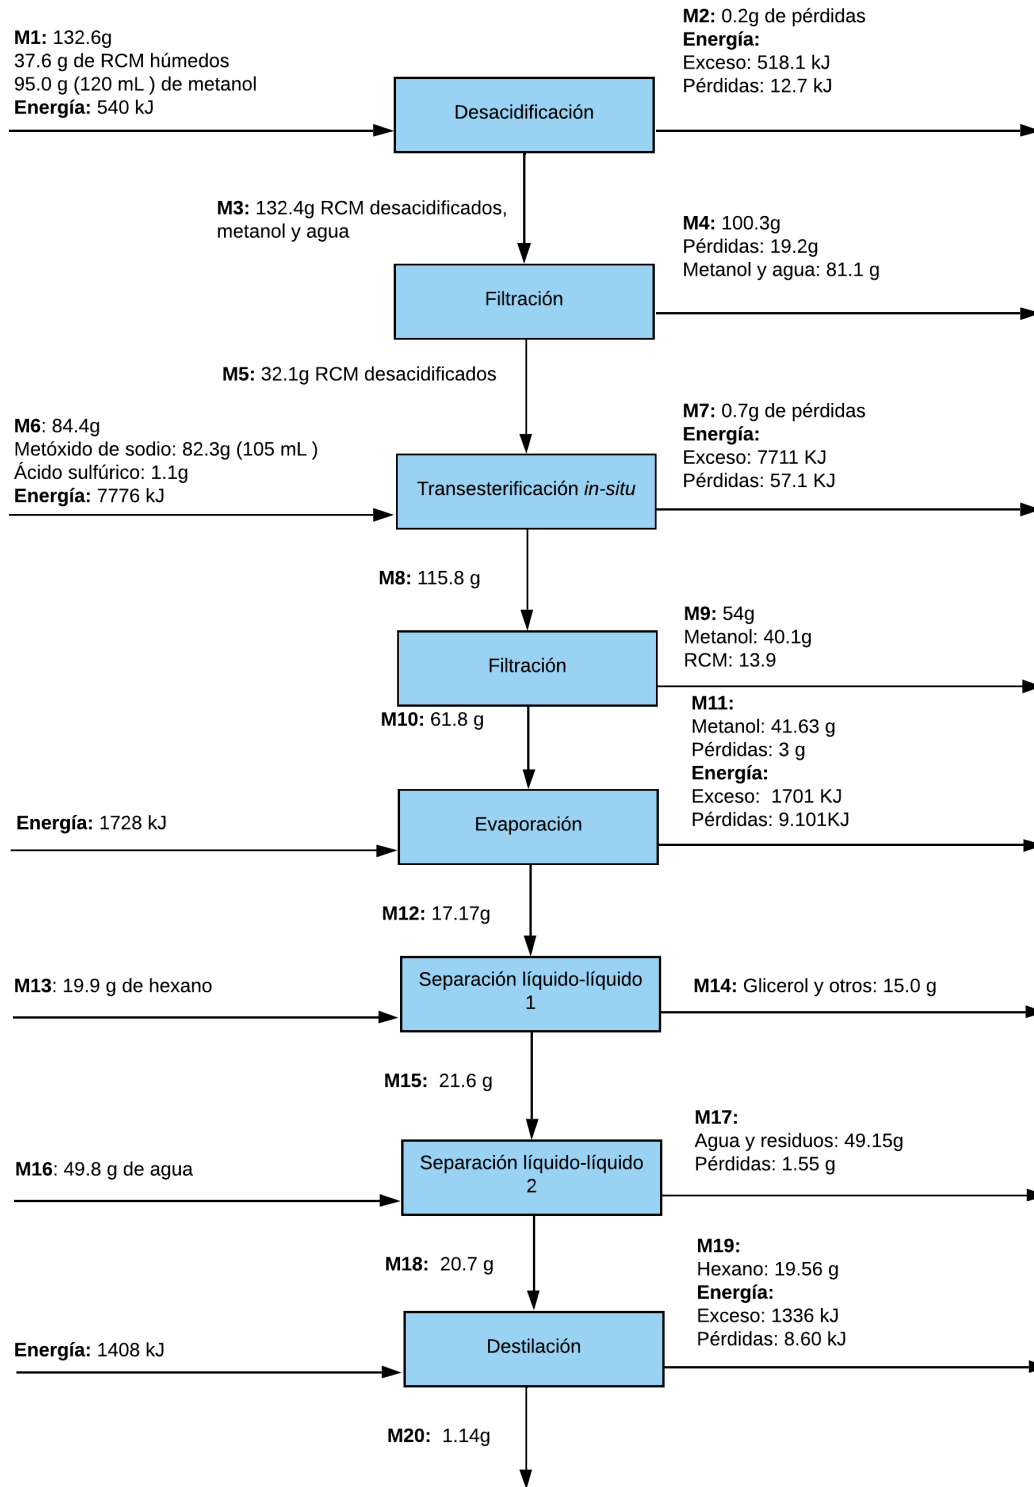 M1: 132.6g
37.6 g de RCM húmedos
95.0 g (120 mL ) de metanol
Energía: 540 kJ
M2: 0.2g de pérdidas
Energía:
Exceso: 518.1 kJ
Pérdidas: 12.7 kJ
Desacidificación
M3: 132.4g RCM desacidificados,
metanol y agua
M4: 100.3g
Pérdidas: 19.2g
Metanol y agua: 81.1 g
Filtración
M5: 32.1g RCM desacidificados
M6: 84.4g
Metóxido de sodio: 82.3g (105 mL )
Ácido sulfúrico: 1.1g
Energía: 7776 kJ
M7: 0.7g de pérdidas
Energía:
Exceso: 7711 KJ
Pérdidas: 57.1 KJ
Transesterificación in-situ
M8: 115.8 g
M9: 54g
Metanol: 40.1g
RCM: 13.9
Filtración
M10: 61.8 g
M11:
Metanol: 41.63 g
Pérdidas: 3 g
Energía:
Exceso: 1701 KJ
Pérdidas: 9.101KJ
Energía: 1728 kJ
Evaporación
M12: 17.17g
M13: 19.9 g de hexano
Separación líquido-líquido
1
M14: Glicerol y otros: 15.0 g
M15: 21.6 g
M16: 49.8 g de agua
Separación líquido-líquido
2
M17:
Agua y residuos: 49.15g
Pérdidas: 1.55 g
M18: 20.7 g
M19:
Hexano: 19.56 g
Energía:
Exceso: 1336 kJ
Pérdidas: 8.60 kJ
Energía: 1408 kJ
Destilación
M20: 1.14g